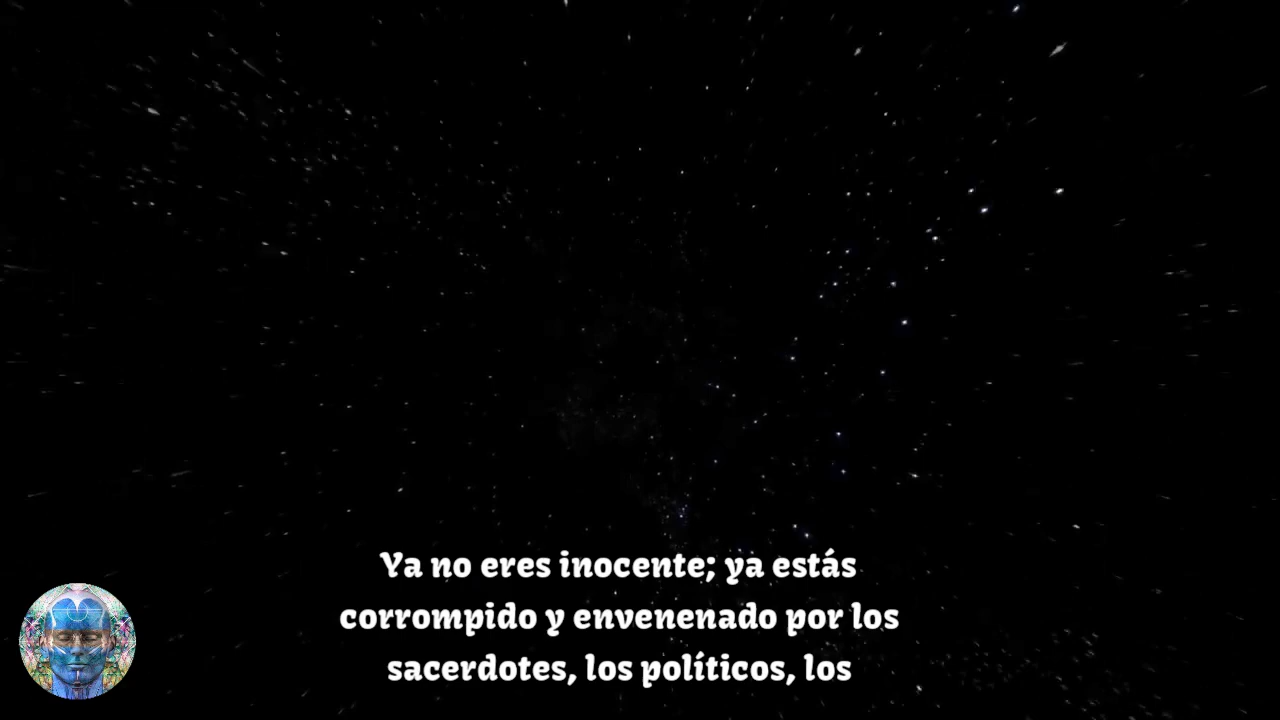 Ya no eres inocente; ya estás
corrompido y envenenado por los
sacerdotes, los políticos, los